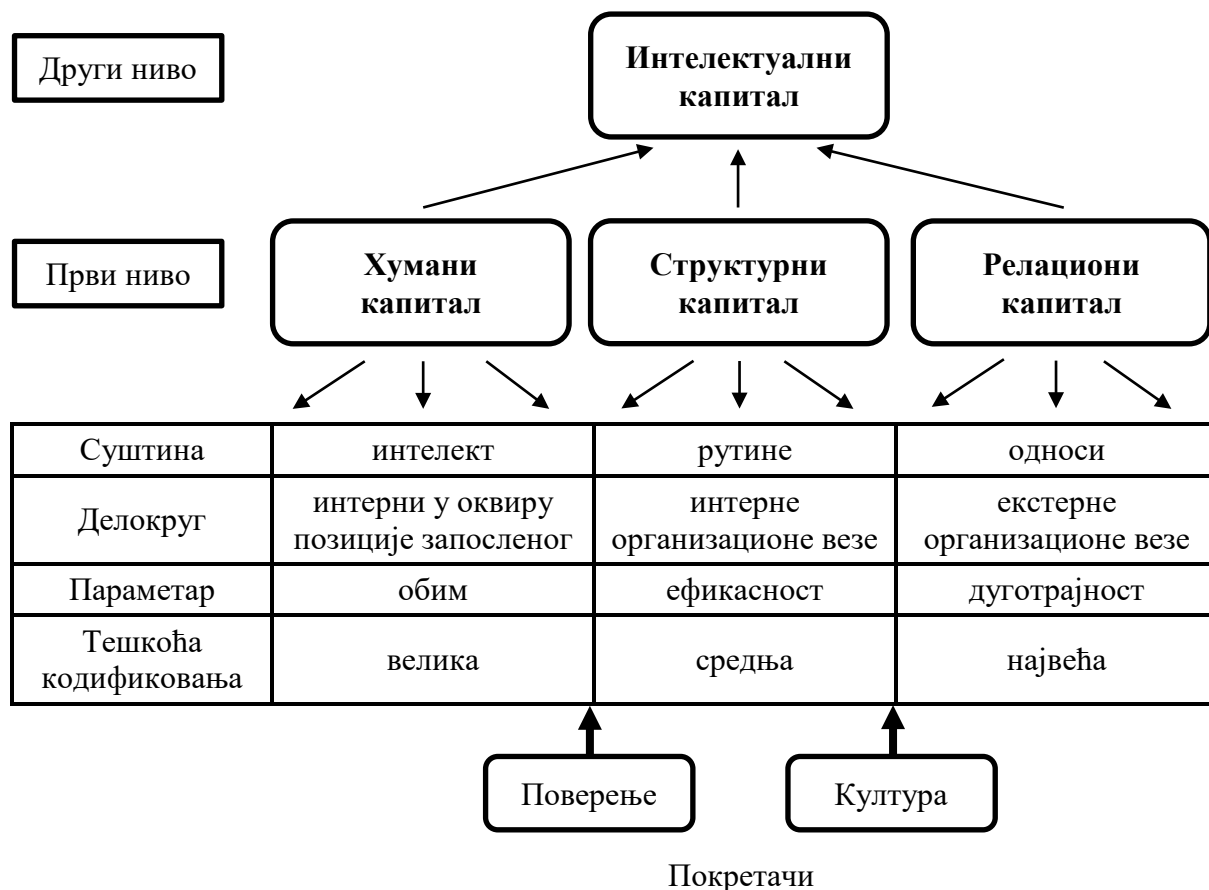 Други ниво
Интелектуални
капитал
Први ниво
Хумани
капитал
Структурни
капитал
Релациони
капитал
Суштина
интелект
рутине
односи
Делокруг
интерни у оквиру
позиције запосленог
интерне
организационе везе
екстерне
организационе везе
Параметар
обим
ефикасност
дуготрајност
Тешкоћа
кодификовања
велика
средња
највећа
Поверење
Култура
Покретачи